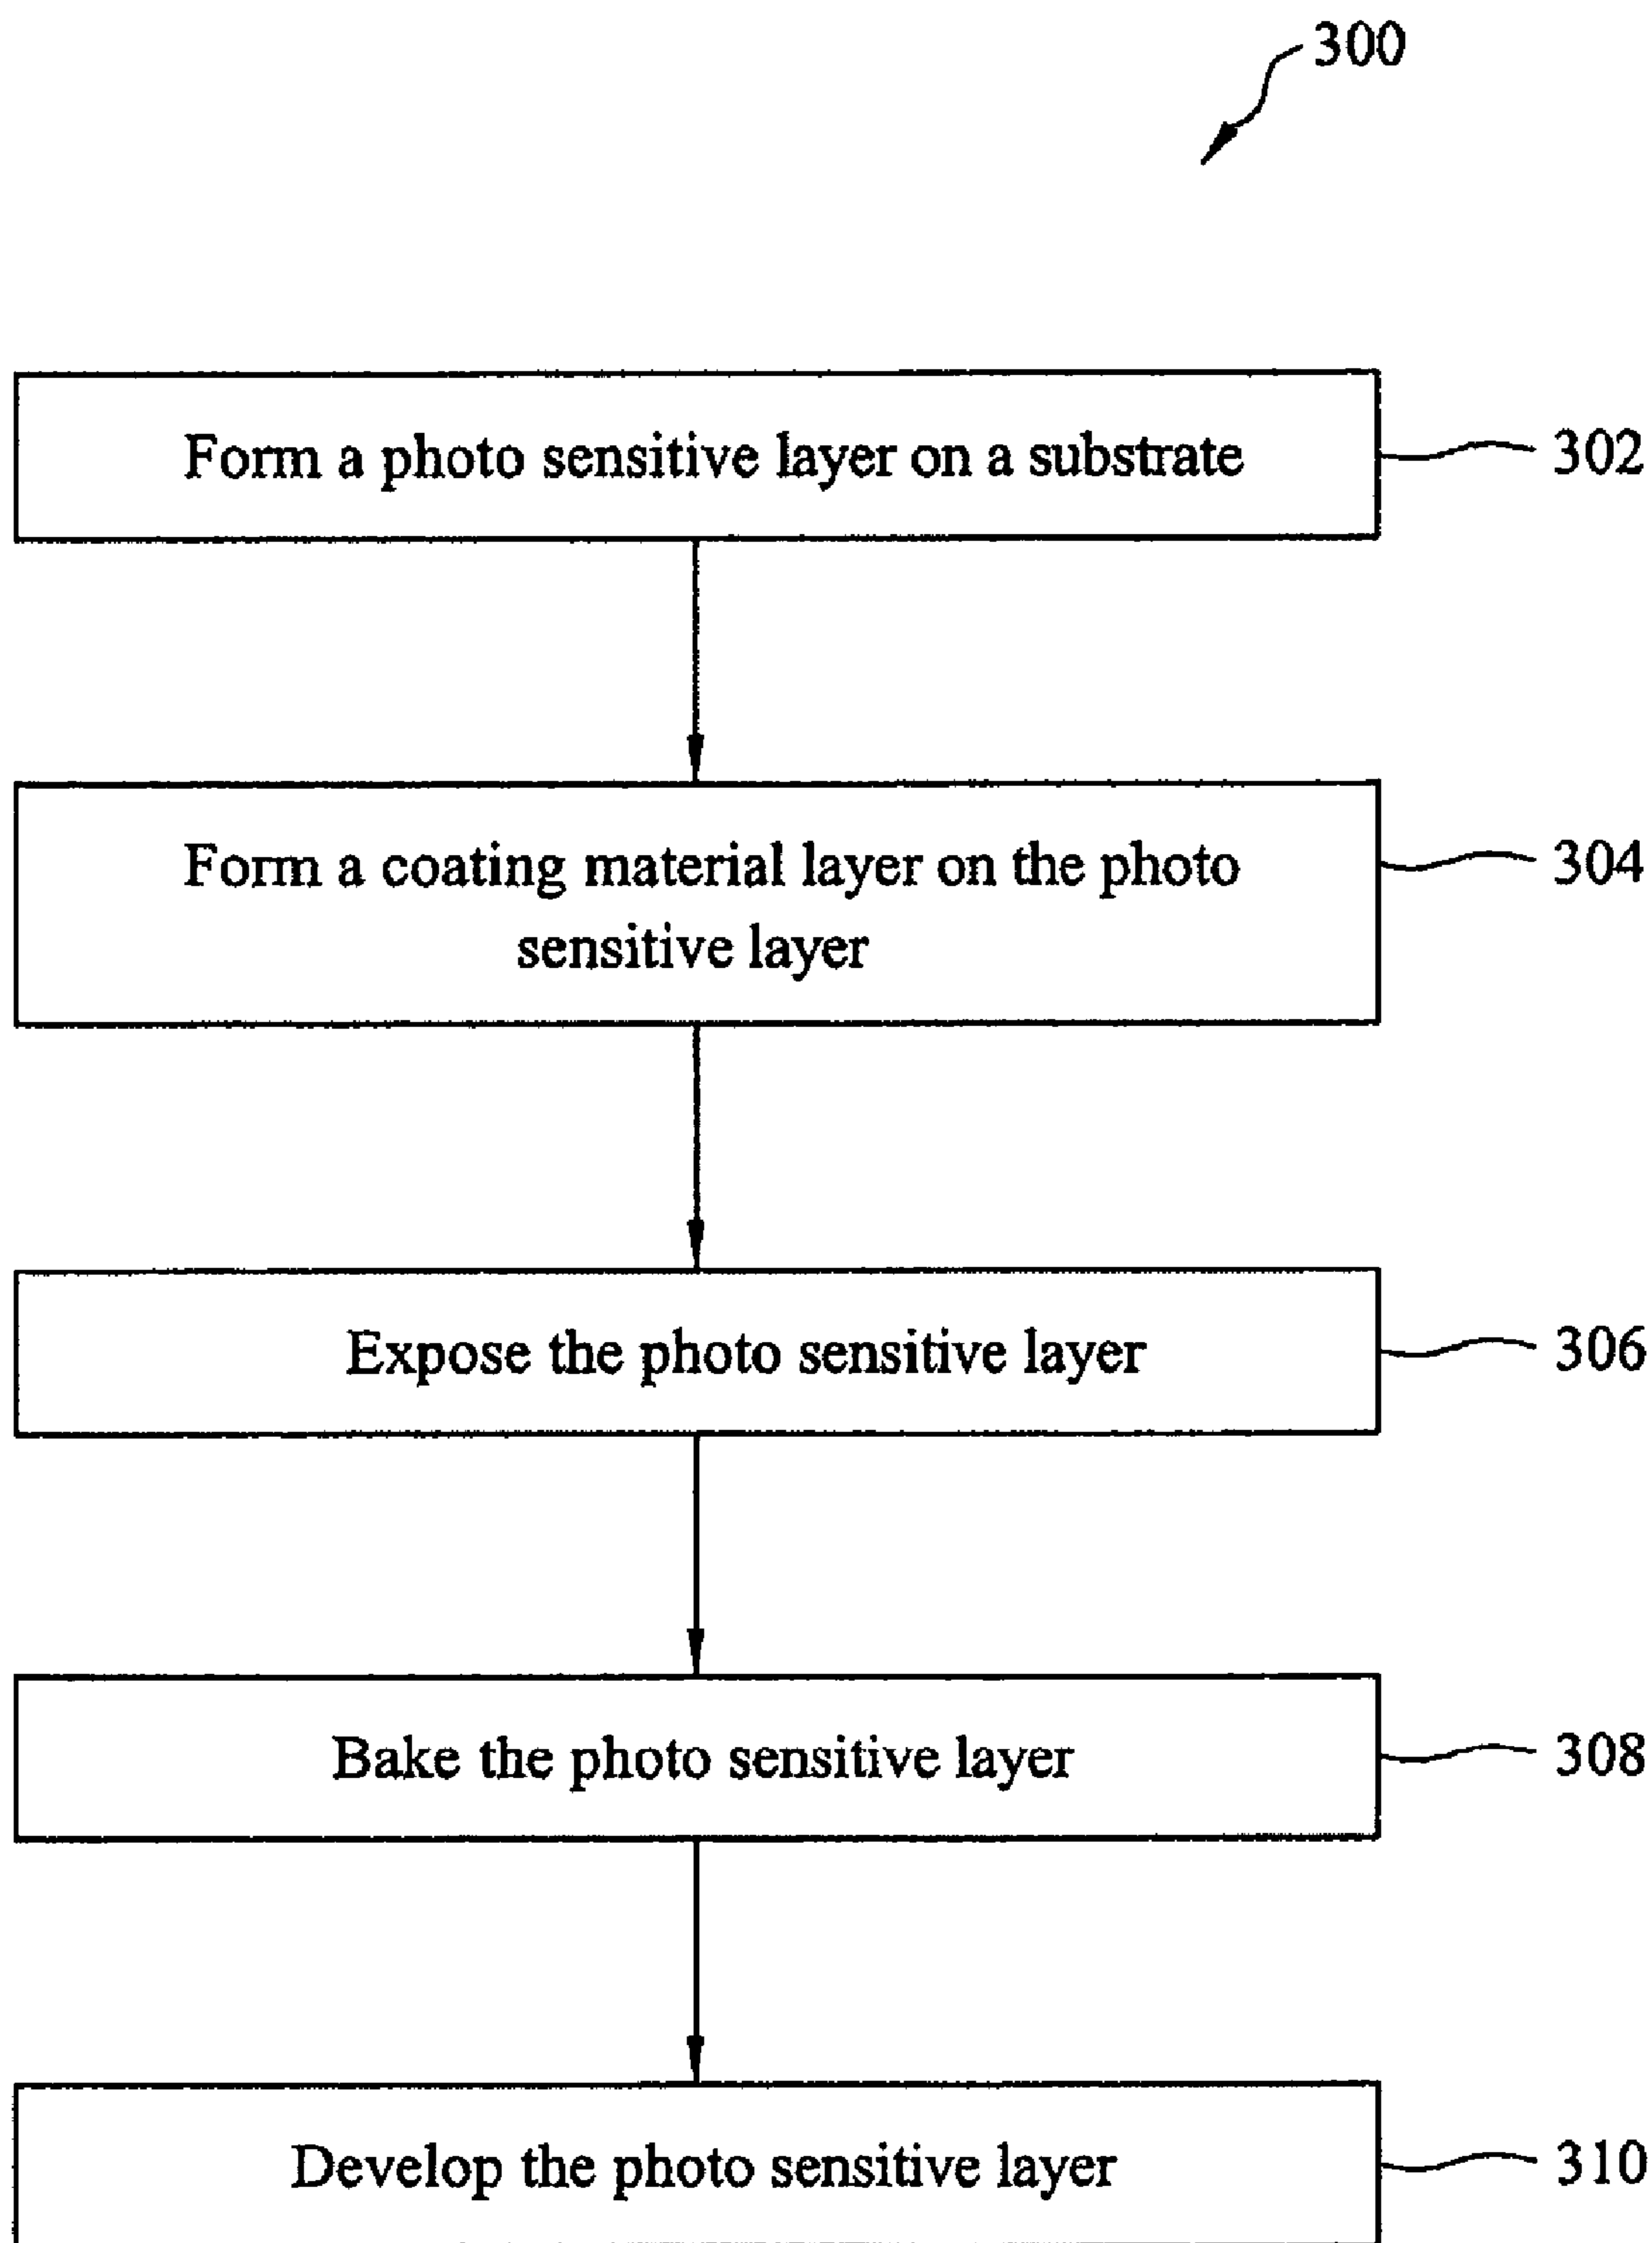 300
Form a photo sensitive layer on a substrate
302
Form a coating material layer on the photo
sensitive layer
304
Expose the photo sensitive layer
306
Bake the photo sensitive layer
308
Develop the photo sensitive layer
310